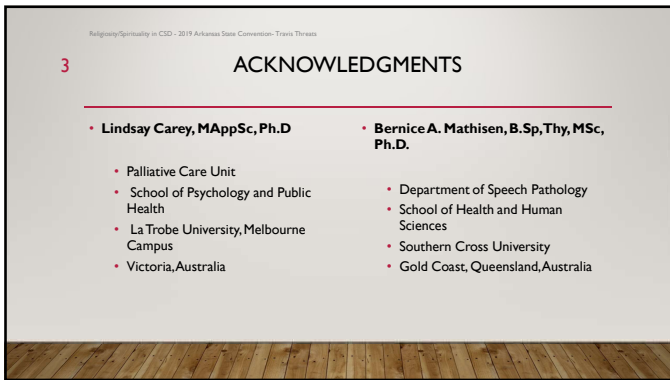 Religiosity/Spirituality in CSD - 2019 Arkansas State Convention- Travis Threats
3
ACKNOWLEDGMENTS
• Lindsay Carey, MAppSc, Ph.D
• Palliative Care Unit
• School of Psychology and Public
Health
• La Trobe University, Melbourne
Campus
• Victoria, Australia
• Bernice A. Mathisen, B.Sp,Thy, MSc,
Ph.D.
• Department of Speech Pathology
• School of Health and Human
Sciences
• Southern Cross University
• Gold Coast, Queensland, Australia